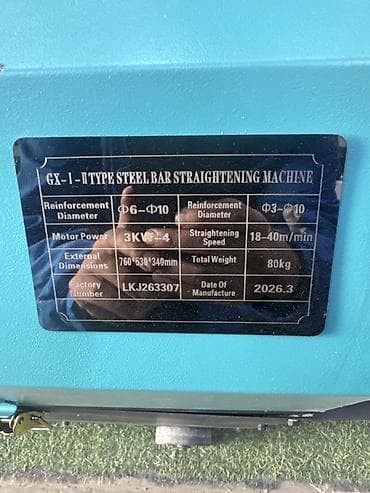 GX-I-II TYPE STEEL BAR STRAIGHTENING MACHINE
Reinforcement Diameter Φ6-Φ10 Reinforcement Diameter Φ3-Φ10
Motor Power 3KW-4 Straightening Speed 18-40m/min
External Dimensions 760*530*340mm Total Weight 80kg
Factory Number LKJ263307 Date Of Manufacture 2026.3